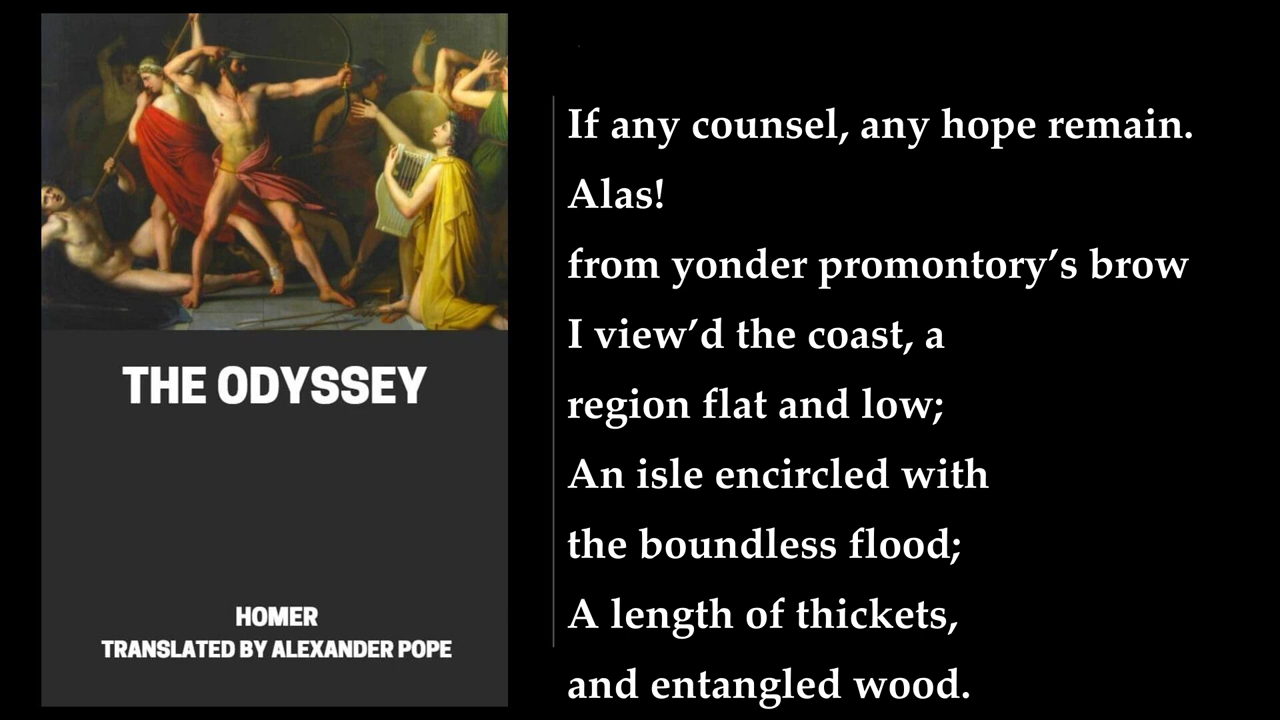 THE ODYSSEY
HOMER
TRANSLATED BY ALEXANDER POPE
If any counsel, any hope remain.
Alas!
from yonder promontory’s brow
I view’d the coast, a
region flat and low;
An isle encircled with
the boundless flood;
A length of thickets,
and entangled wood.